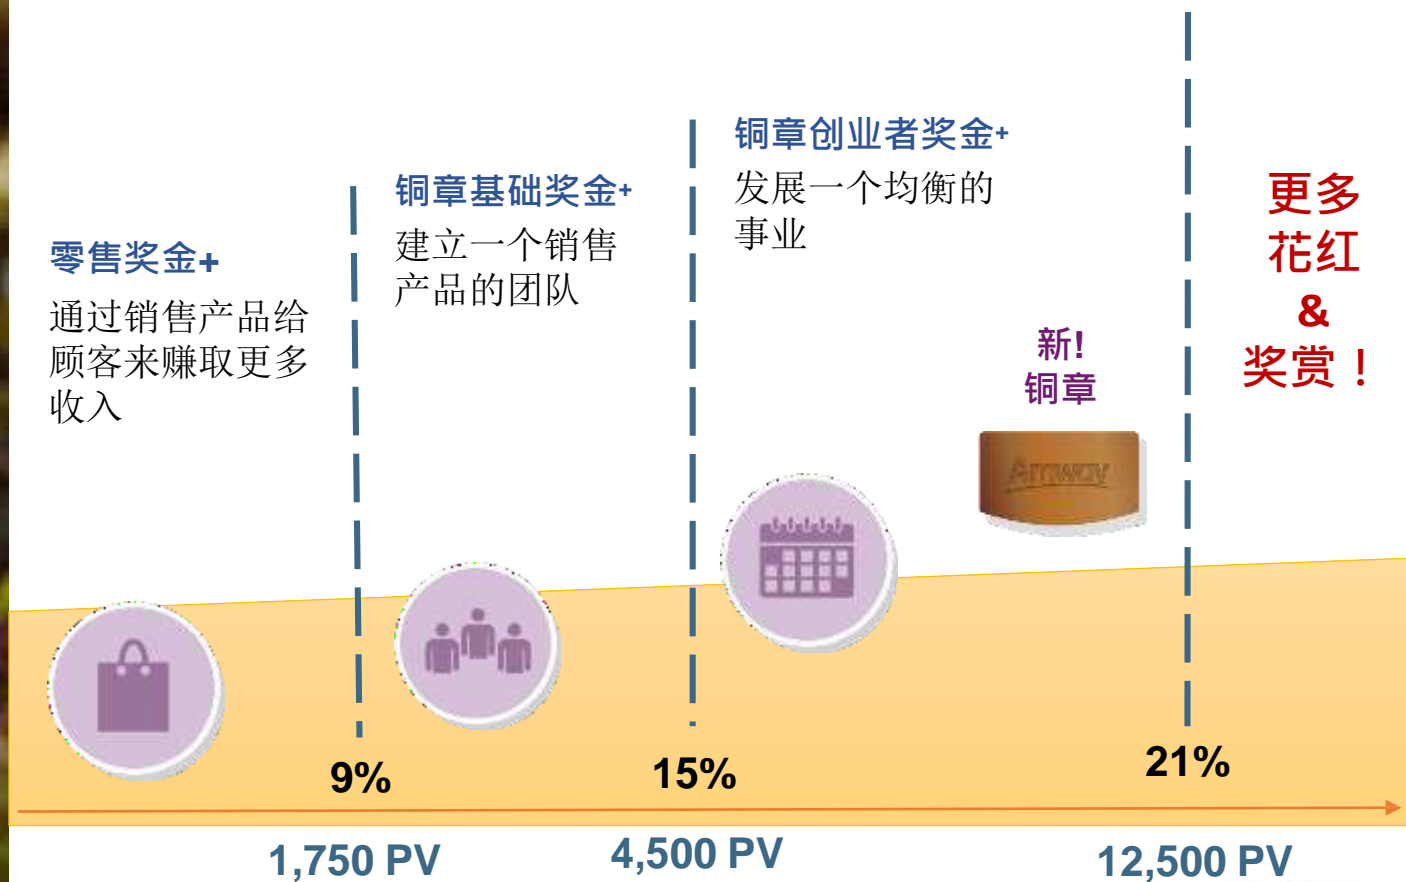 零售奖金+
通过销售产品给
顾客来赚取更多
收入
铜章基础奖金+
建立一个销售
产品的团队
铜章创业者奖金+
发展一个均衡的
事业
新!
铜章
Amway
更多
花红
&
奖赏！
9%
15%
21%
1,750 PV
4,500 PV
12,500 PV